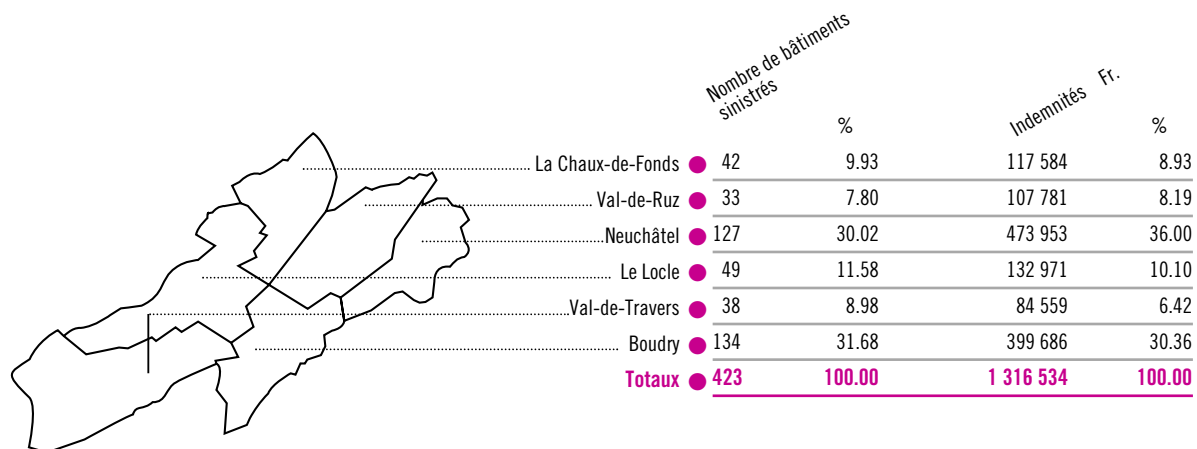 Nombre de bâtiments
sinistrés
%
Indemnités Fr.
%
La Chaux-de-Fonds 42 9.93 117 584 8.93
Val-de-Ruz 33 7.80 107 781 8.19
Neuchâtel 127 30.02 473 953 36.00
Le Locle 49 11.58 132 971 10.10
Val-de-Travers 38 8.98 84 559 6.42
Boudry 134 31.68 399 686 30.36
Totaux 423 100.00 1 316 534 100.00